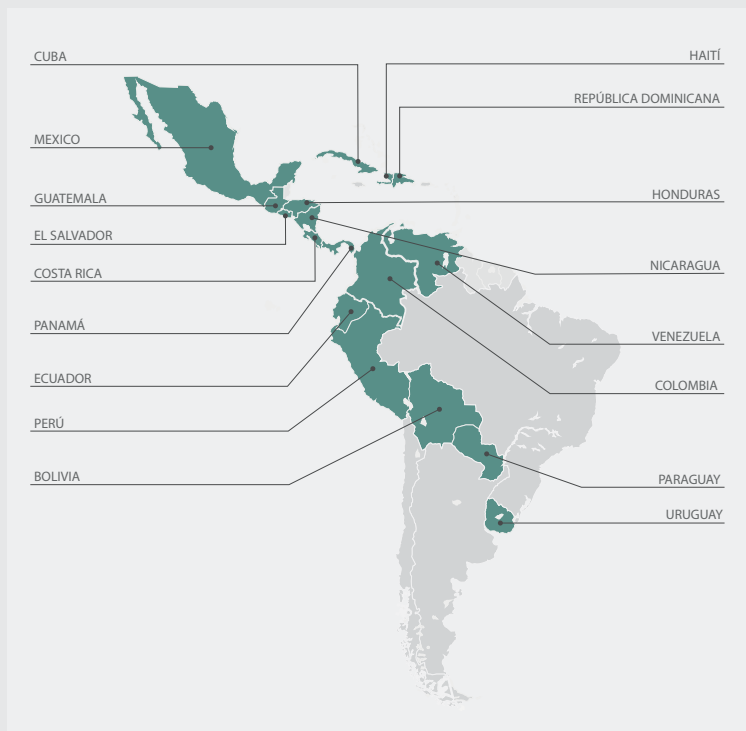 CUBA
MEXICO
GUATEMALA
EL SALVADOR
COSTA RICA
PANAMÁ
ECUADOR
PERÚ
BOLIVIA
HAITÍ
REPÚBLICA DOMINICANA
HONDURAS
NICARAGUA
VENEZUELA
COLOMBIA
PARAGUAY
URUGUAY